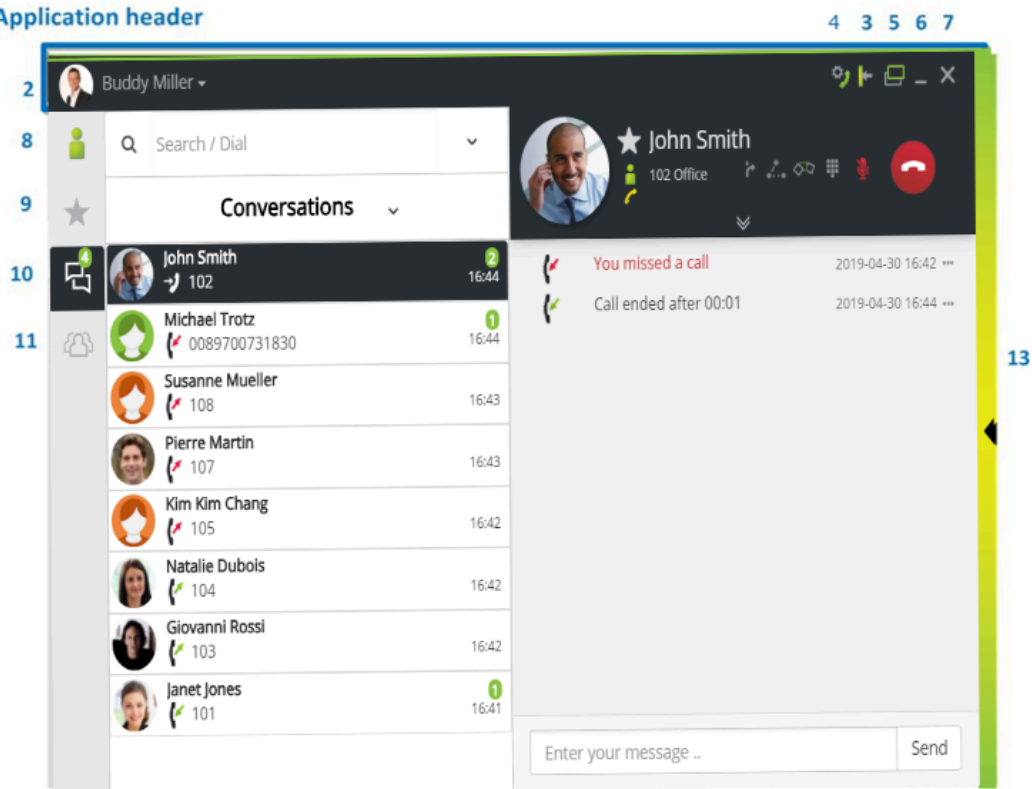 Application header
4 3 5 6 7
2 Buddy Miller
8 Search / Dial
9 Conversations
10
11
4
John Smith 2
102 16:44
Michael Trotz 1
0089700731830 16:44
Susanne Mueller
108 16:43
Pierre Martin
107 16:43
Kim Kim Chang
105 16:42
Natalie Dubois
104 16:42
Giovanni Rossi
103 16:42
Janet Jones 1
101 16:41
John Smith
102 Office
You missed a call 2019-04-30 16:42 •••
Call ended after 00:01 2019-04-30 16:44 •••
13
Enter your message .. Send